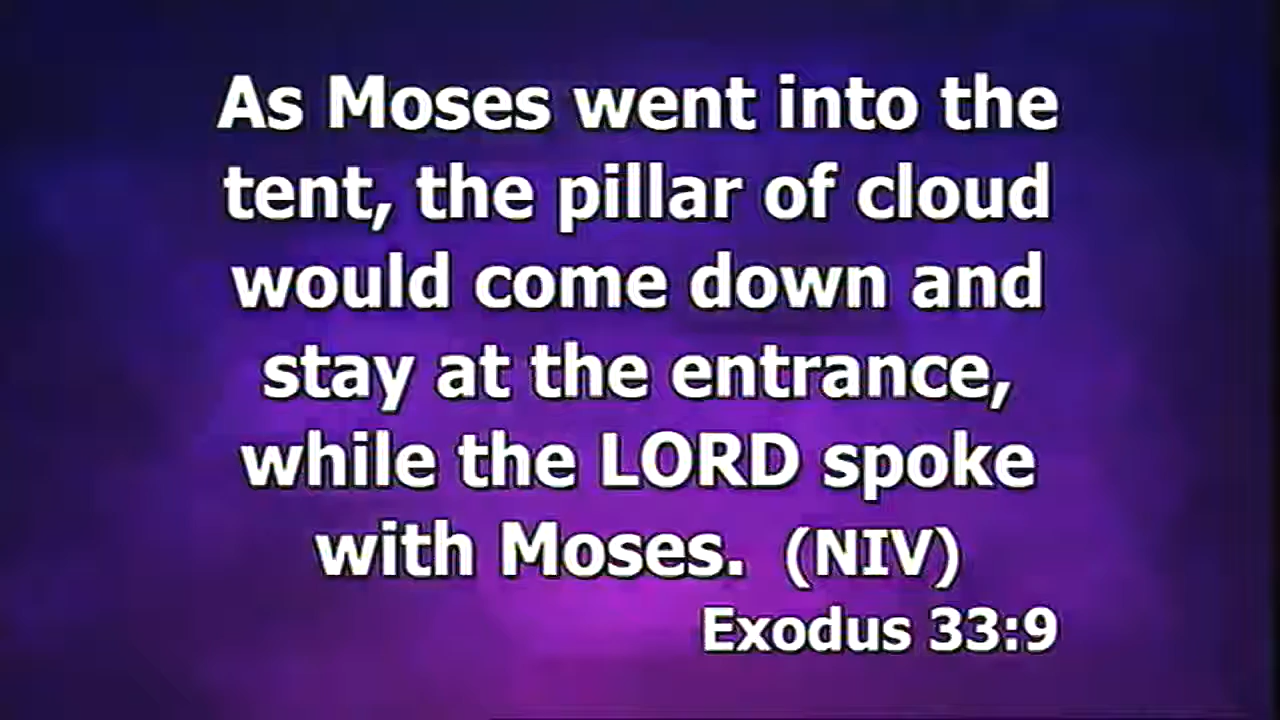 As Moses went into the
tent, the pillar of cloud
would come down and
stay at the entrance,
while the LORD spoke
with Moses. (NIV)
Exodus 33:9